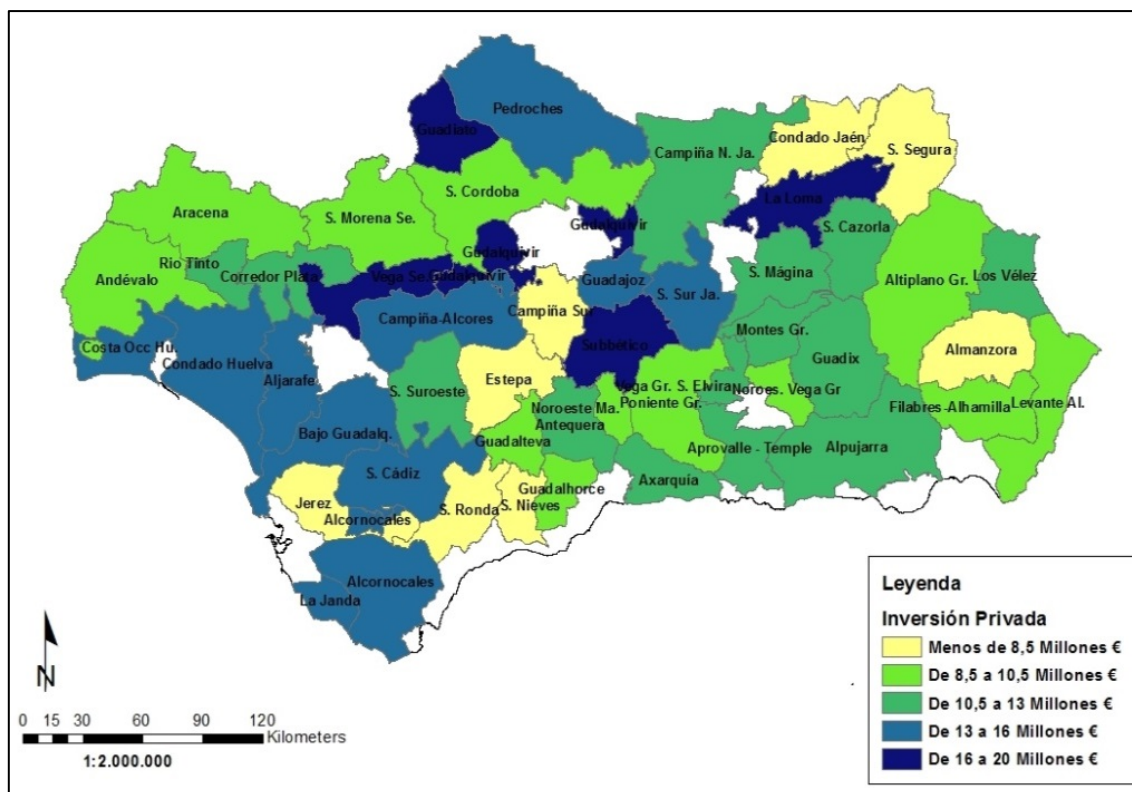 Pedroches
Guadiato
Condado Jaén
Campiña N. Ja.
S. Segura
S. Cordoba
La Loma
Aracena
S. Morena Se.
Gudalquivir
S. Cazorla
Gudalquivir
Rio Tinto
Andévalo
Corredor Plata
Vega Se.
Gudalquivir
Guadajoz
S. Mágina
Altiplano Gr.
Los Vélez
S. Sur Ja.
Campiña-Alcores
Campiña Sur
Montes Gr.
Subbético
Almanzora
Costa Occ Hu.
Condado Huelva
Aljarafe
Guadix
Estepa
S. Suroeste
Vega Gr. S. Elvira
Noroes. Vega Gr
Poniente Gr.
Filabres-Alhamilla
Levante Al.
Noroeste Ma.
Antequera
Bajo Guadalq.
Guadalteva
Aprovalle - Temple
Alpujarra
S. Cádiz
Axarquía
Guadalhorce
Jerez
S. Ronda
S. Nieves
Alcornocales
Alcornocales
La Janda
Leyenda
Inversión Privada
Menos de 8,5 Millones €
De 8,5 a 10,5 Millones €
De 10,5 a 13 Millones €
De 13 a 16 Millones €
De 16 a 20 Millones €
N
0 15 30 60 90 120
Kilometers
1:2.000.000